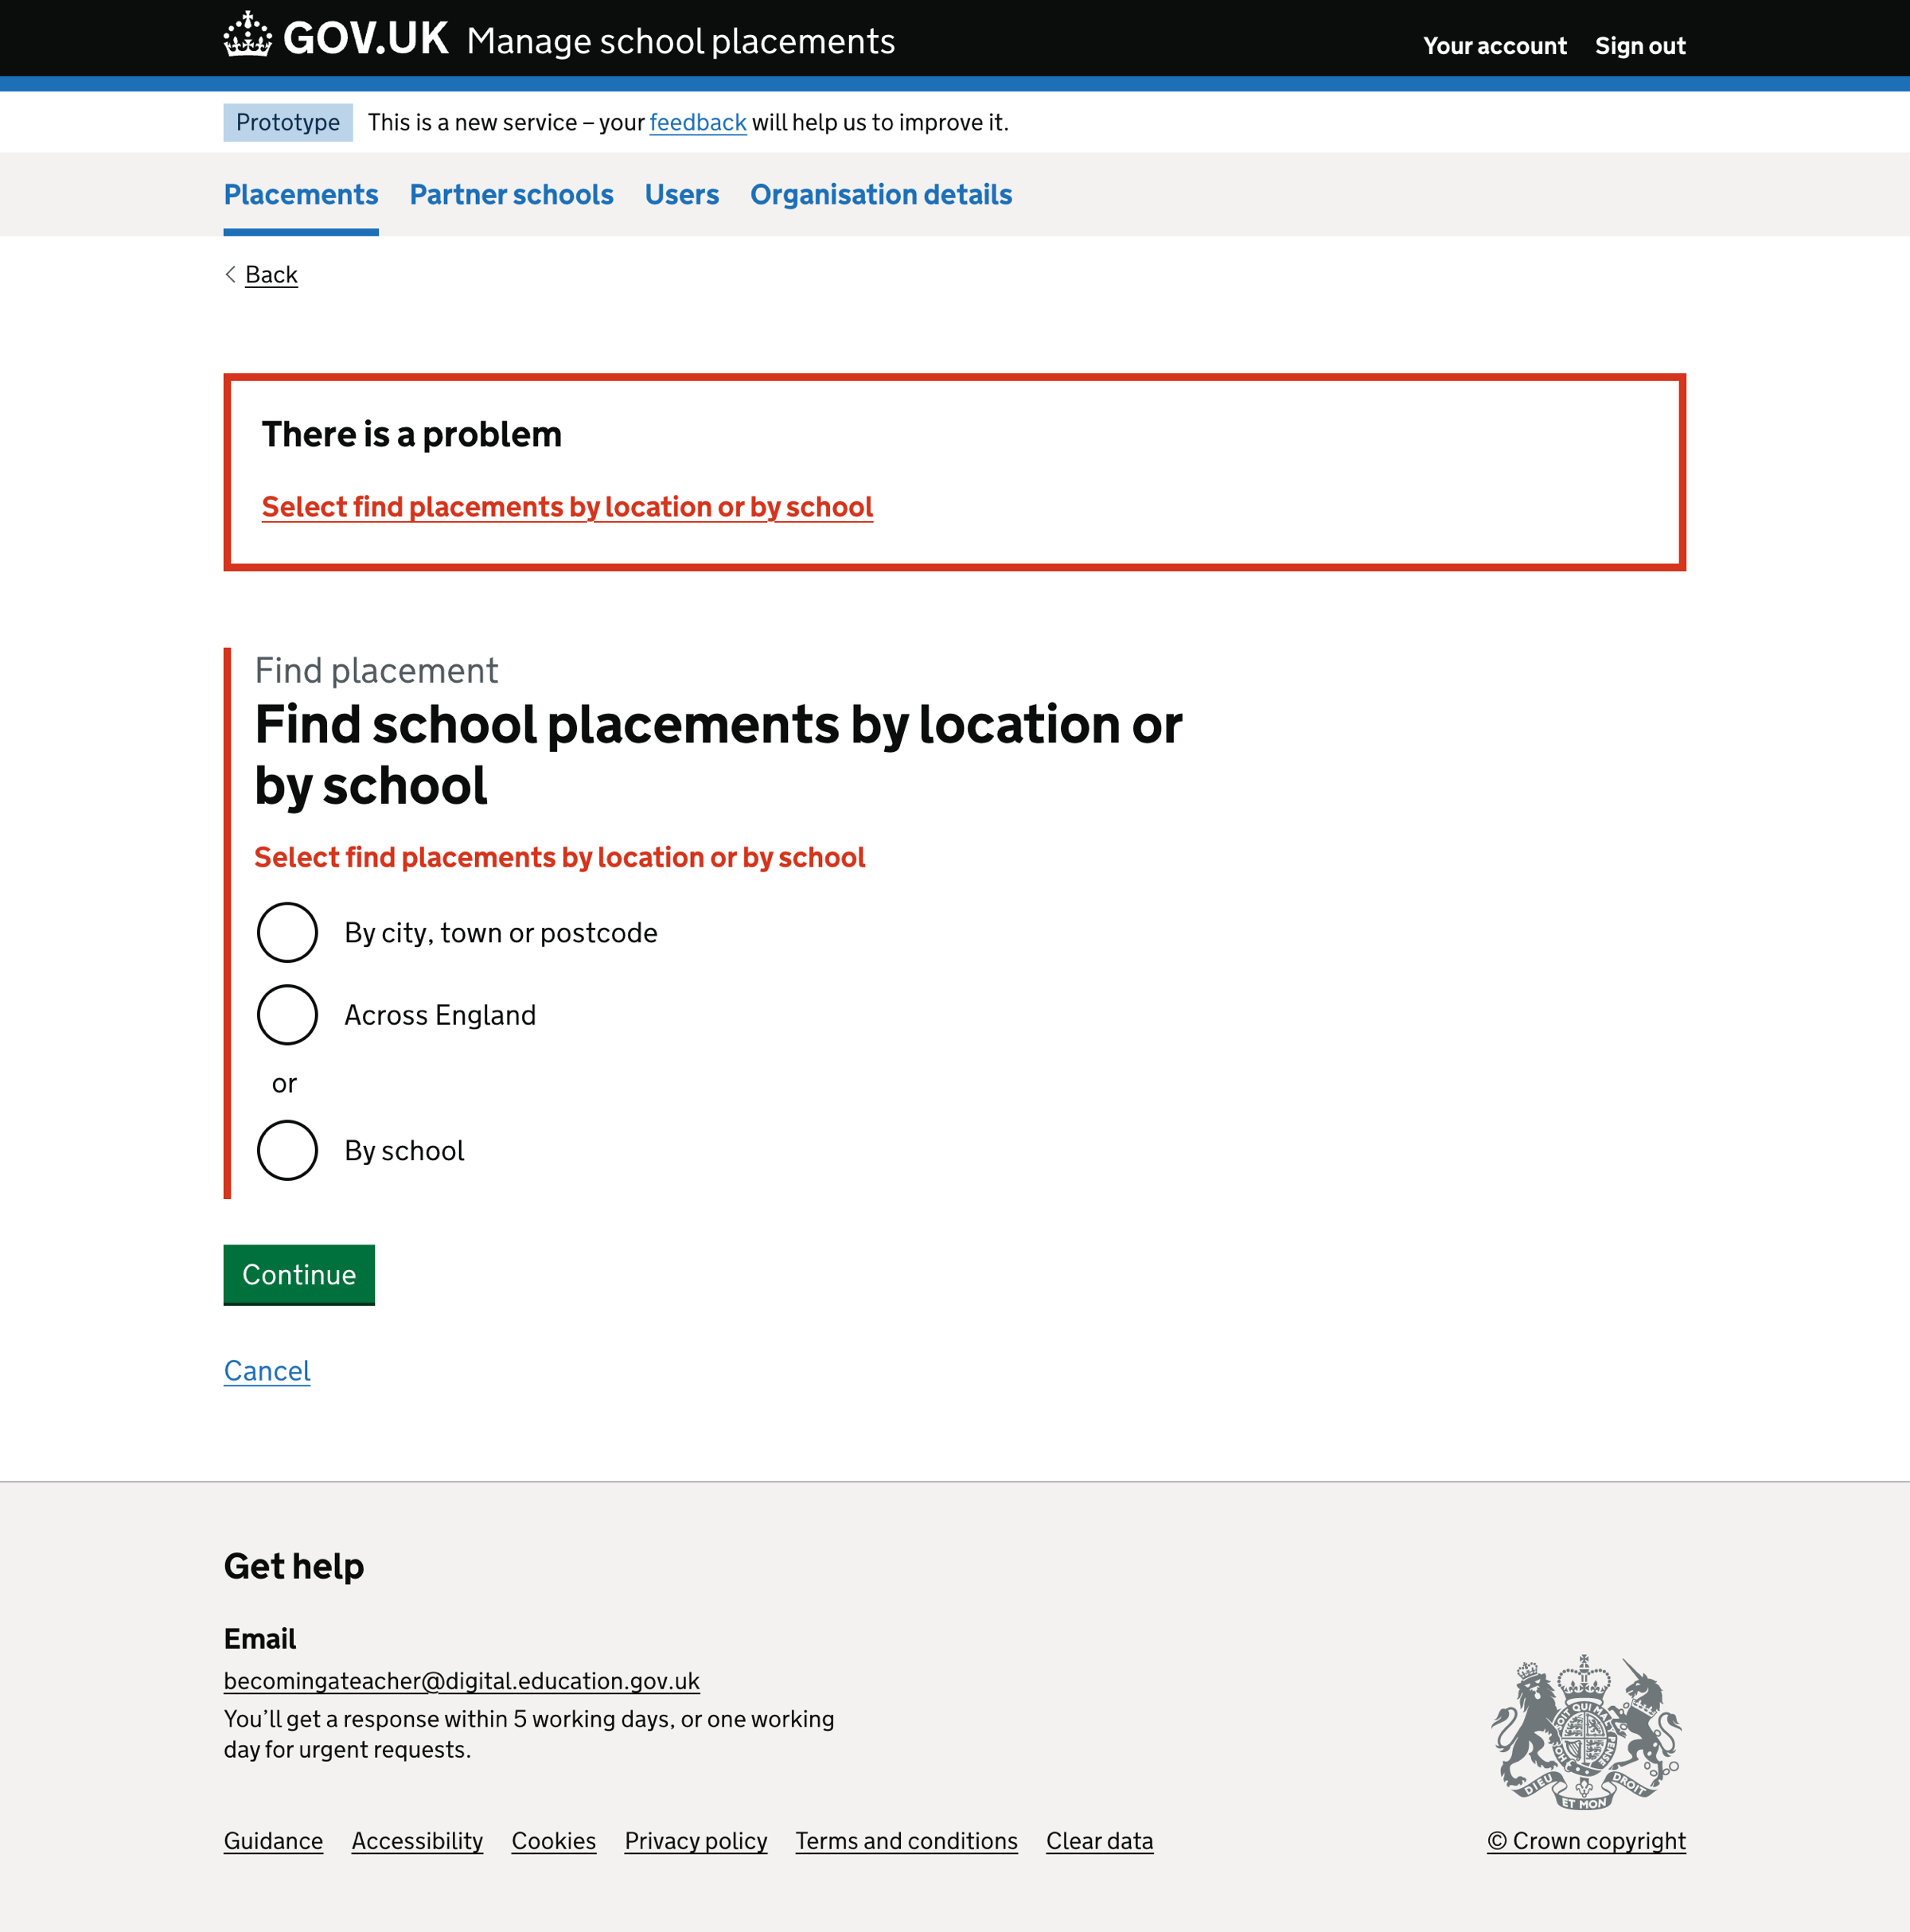 GOV.UK Manage school placements
Your account Sign out
Prototype This is a new service – your feedback will help us to improve it.
Placements Partner schools Users Organisation details
Back
There is a problem
Select find placements by location or by school
Find placement
Find school placements by location or
by school
Select find placements by location or by school
By city, town or postcode
Across England
or
By school
Continue
Cancel
Get help
Email
becomingateacher@digital.education.gov.uk
You’ll get a response within 5 working days, or one working
day for urgent requests.
DIEU ET MON DROIT
Guidance Accessibility Cookies Privacy policy Terms and conditions Clear data
© Crown copyright